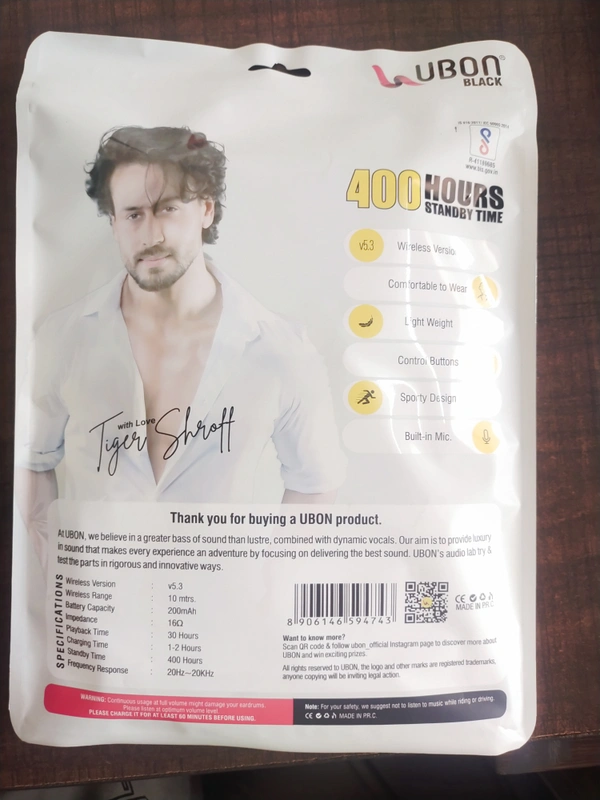 UBON
BLACK
R-41189985
www.bis.gov.in
400 HOURS
STANDBY TIME
v5.3 Wireless Version
Comfortable to Wear
Light Weight
Control Buttons
Sporty Design
Built-in Mic.
with Love
Tiger Shroff
Thank you for buying a UBON product.
At UBON, we believe in a greater bass of sound than lustre, combined with dynamic vocals. Our aim is to provide luxury
in sound that makes every experience an adventure by focusing on delivering the best sound. UBON's audio lab try &
test the parts in rigorous and innovative ways.
SPECIFICATIONS
Wireless Version : v5.3
Wireless Range : 10 mtrs.
Battery Capacity : 200mAh
Impedance : 16Ω
Playback Time : 30 Hours
Charging Time : 1-2 Hours
Standby Time : 400 Hours
Frequency Response : 20Hz—20KHz
8 906146 594743
CE
MADE IN P.R.C.
Want to know more?
Scan QR code & follow ubon_official Instagram page to discover more about
UBON and win exciting prizes.
All rights reserved to UBON, the logo and other marks are registered trademarks,
anyone copying will be inviting legal action.
WARNING: Continuous usage at full volume might damage your eardrums.
Please listen at optimum volume level.
PLEASE CHARGE IT FOR AT LEAST 60 MINUTES BEFORE USING.
Note: For your safety, we suggest not to listen to music while riding or driving.
CE MADE IN P.R.C.